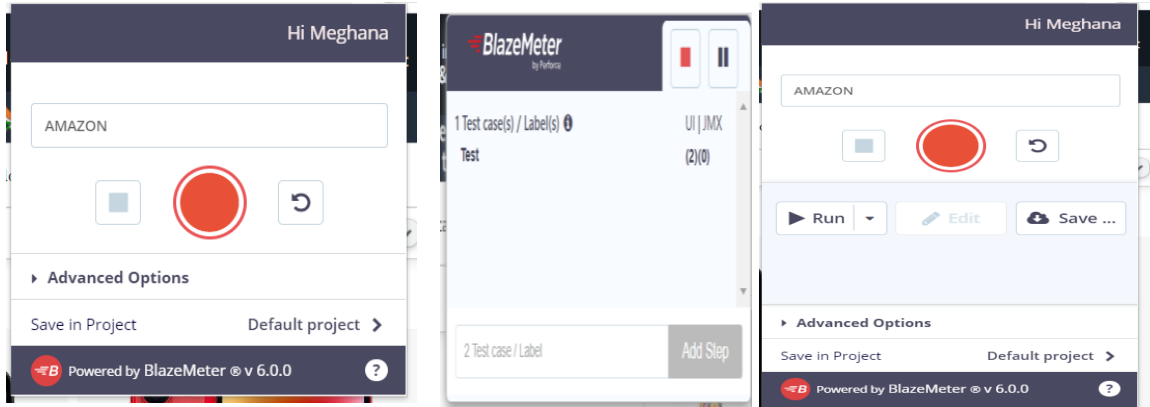 Hi Meghana
AMAZON
Advanced Options
Save in Project Default project
Powered by BlazeMeter ® v 6.0.0 ?
BlazeMeter
by Perforce
1 Test case(s) / Label(s) UI | JMX
Test (2)(0)
2 Test case / Label Add Step
Hi Meghana
AMAZON
Run Edit Save ...
Advanced Options
Save in Project Default project
Powered by BlazeMeter ® v 6.0.0 ?